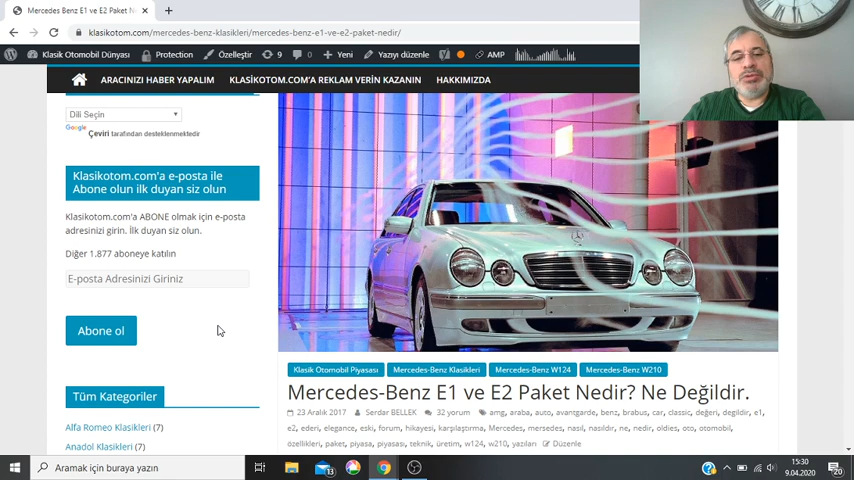 Mercedes-Benz E1 ve E2 Paket N
klasikotom.com/mercedes-benz-klasikleri/mercedes-benz-e1-ve-e2-paket-nedir/
Klasik Otomobil Dünyası Protection Özelleştir 9 Yeni Yazıyı düzenle AMP
ARACINIZI HABER YAPALIM KLASİKOTOM.COM'A REKLAM VERİN KAZANIN HAKKIMIZDA
Dili Seçin
Google Çeviri tarafından desteklenmektedir
Klasikotom.com'a e-posta ile
Abone olun ilk duyan siz olun
Klasikotom.com'a ABONE olmak için e-posta
adresinizi girin. İlk duyan siz olun.
Diğer 1.877 aboneye katılın
E-posta Adresinizi Giriniz
Abone ol
Tüm Kategoriler
Alfa Romeo Klasikleri (7)
Anadol Klasikleri (7)
Klasik Otomobil Piyasası Mercedes-Benz Klasikleri Mercedes-Benz W124 Mercedes-Benz W210
Mercedes-Benz E1 ve E2 Paket Nedir? Ne Değildir.
23 Aralık 2017 Serdar BELLEK 32 yorum amg, araba, auto, avantgarde, benz, brabus, car, classic, değeri, degildir, e1,
e2, ederi, elegance, eski, forum, hikayesi, karşılaştırma, Mercedes, mersedes, nasıl, nasıldır, ne, nedir, oldies, oto, otomobil,
özellikleri, paket, piyasa, piyasası, teknik, üretim, w124, w210, yazıları Düzenle
Aramak için buraya yazın
13
15:30
9.04.2020
20